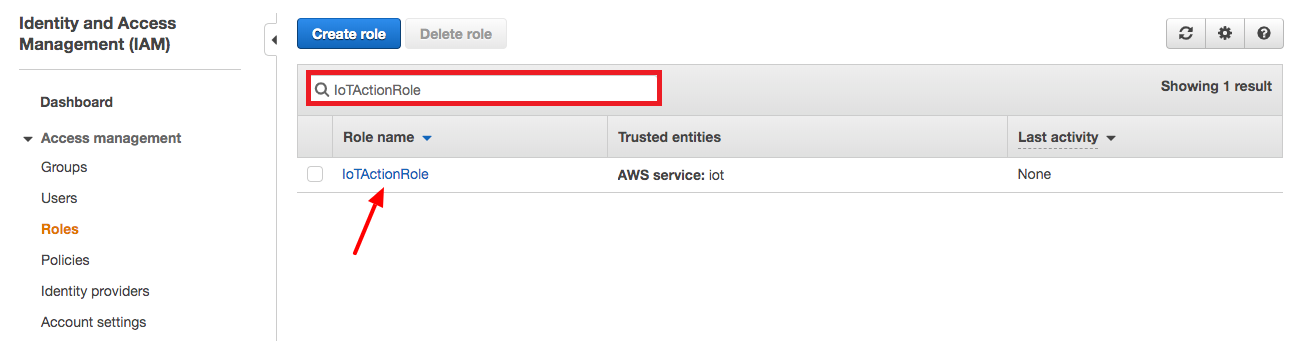 Identity and Access
Management (IAM)
Dashboard
Access management
Groups
Users
Roles
Policies
Identity providers
Account settings
Create role
Delete role
IoTActionRole
Showing 1 result
Role name
Trusted entities
Last activity
IoTActionRole
AWS service: iot
None